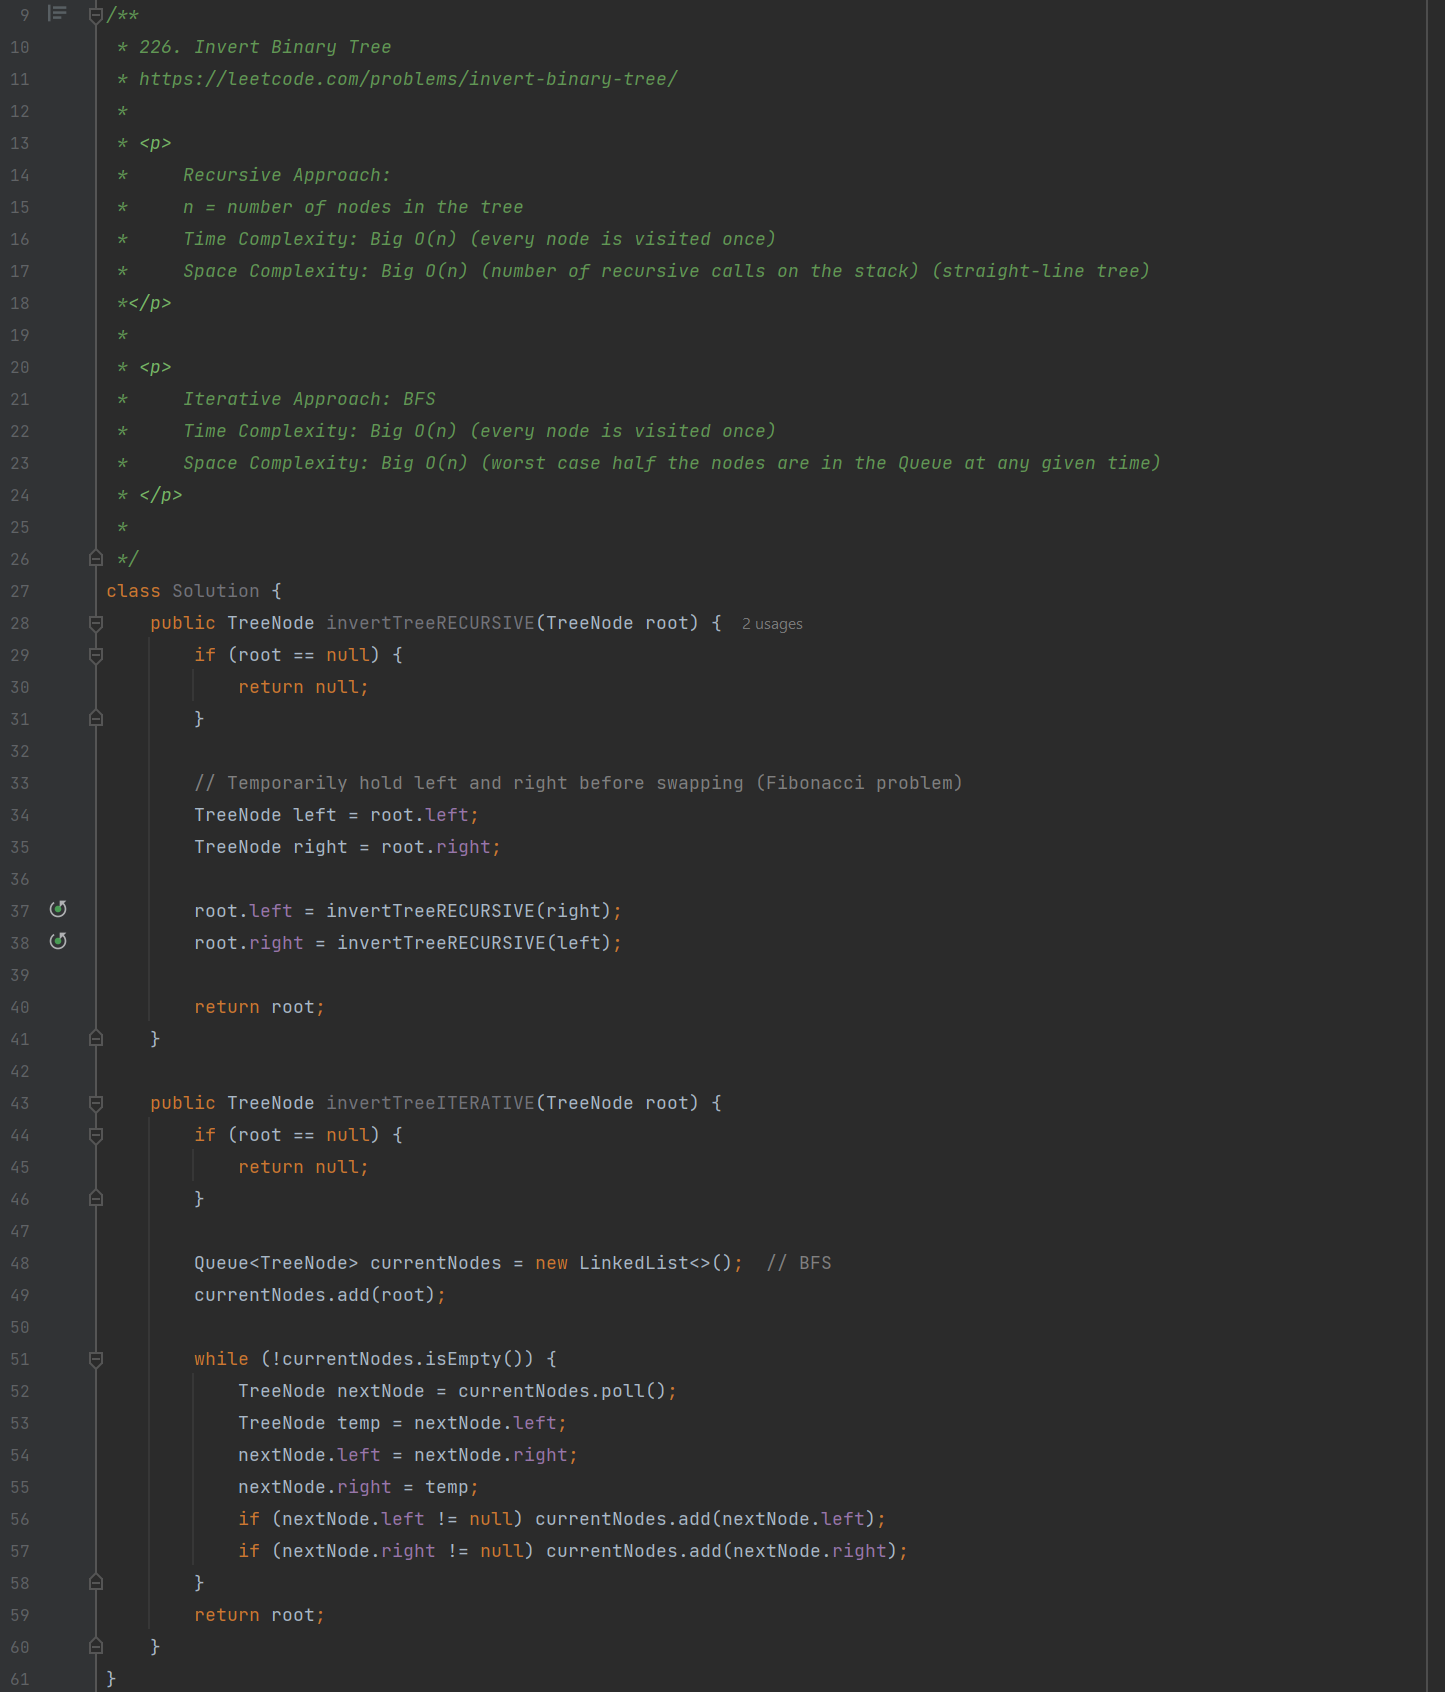 9 /**
10  * 226. Invert Binary Tree
11  * https://leetcode.com/problems/invert-binary-tree/
12  *
13  * <p>
14  *     Recursive Approach:
15  *     n = number of nodes in the tree
16  *     Time Complexity: Big O(n) (every node is visited once)
17  *     Space Complexity: Big O(n) (number of recursive calls on the stack) (straight-line tree)
18  *</p>
19  *
20  * <p>
21  *     Iterative Approach: BFS
22  *     Time Complexity: Big O(n) (every node is visited once)
23  *     Space Complexity: Big O(n) (worst case half the nodes are in the Queue at any given time)
24  * </p>
25  *
26  */
27 class Solution {
28     public TreeNode invertTreeRECURSIVE(TreeNode root) {  2 usages
29         if (root == null) {
30             return null;
31         }
32
33         // Temporarily hold left and right before swapping (Fibonacci problem)
34         TreeNode left = root.left;
35         TreeNode right = root.right;
36
37         root.left = invertTreeRECURSIVE(right);
38         root.right = invertTreeRECURSIVE(left);
39
40         return root;
41     }
42
43     public TreeNode invertTreeITERATIVE(TreeNode root) {
44         if (root == null) {
45             return null;
46         }
47
48         Queue<TreeNode> currentNodes = new LinkedList<>();  // BFS
49         currentNodes.add(root);
50
51         while (!currentNodes.isEmpty()) {
52             TreeNode nextNode = currentNodes.poll();
53             TreeNode temp = nextNode.left;
54             nextNode.left = nextNode.right;
55             nextNode.right = temp;
56             if (nextNode.left != null) currentNodes.add(nextNode.left);
57             if (nextNode.right != null) currentNodes.add(nextNode.right);
58         }
59         return root;
60     }
61 }